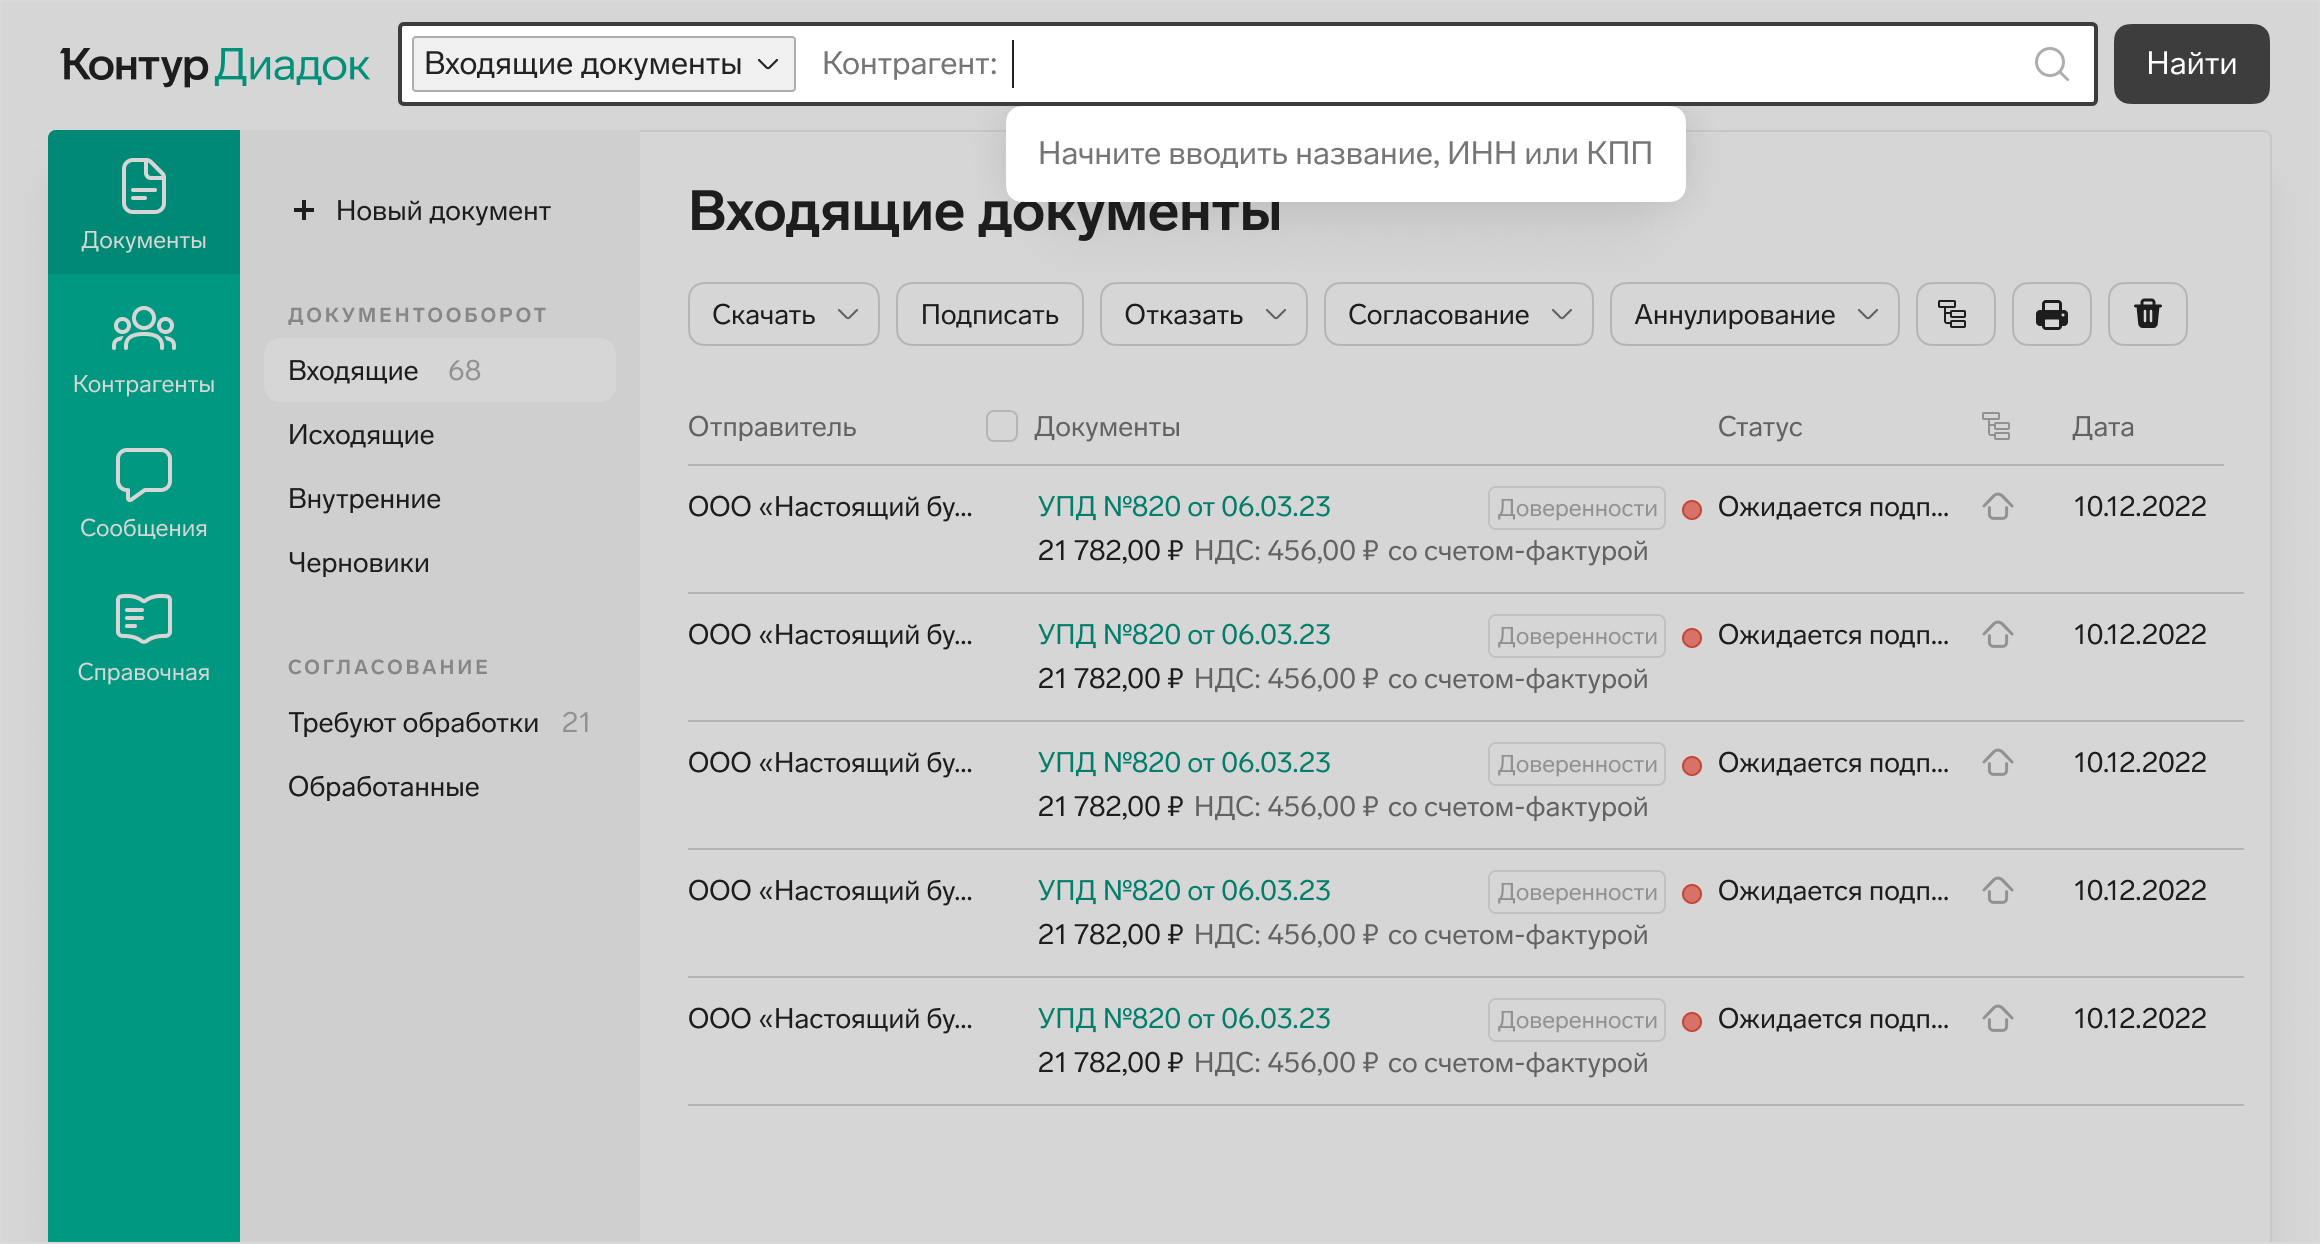 Контур Диадок
Входящие документы
Контрагент:
Найти
Начните вводить название, ИНН или КПП
Документы
Контрагенты
Сообщения
Справочная
+ Новый документ
ДОКУМЕНТООБОРОТ
Входящие 68
Исходящие
Внутренние
Черновики
СОГЛАСОВАНИЕ
Требуют обработки 21
Обработанные
Входящие документы
Скачать
Подписать
Отказать
Согласование
Аннулирование
Отправитель Документы Статус Дата
ООО «Настоящий бу... УПД №820 от 06.03.23 Доверенности Ожидается подп... 10.12.2022
21 782,00 ₽ НДС: 456,00 ₽ со счетом-фактурой
ООО «Настоящий бу... УПД №820 от 06.03.23 Доверенности Ожидается подп... 10.12.2022
21 782,00 ₽ НДС: 456,00 ₽ со счетом-фактурой
ООО «Настоящий бу... УПД №820 от 06.03.23 Доверенности Ожидается подп... 10.12.2022
21 782,00 ₽ НДС: 456,00 ₽ со счетом-фактурой
ООО «Настоящий бу... УПД №820 от 06.03.23 Доверенности Ожидается подп... 10.12.2022
21 782,00 ₽ НДС: 456,00 ₽ со счетом-фактурой
ООО «Настоящий бу... УПД №820 от 06.03.23 Доверенности Ожидается подп... 10.12.2022
21 782,00 ₽ НДС: 456,00 ₽ со счетом-фактурой